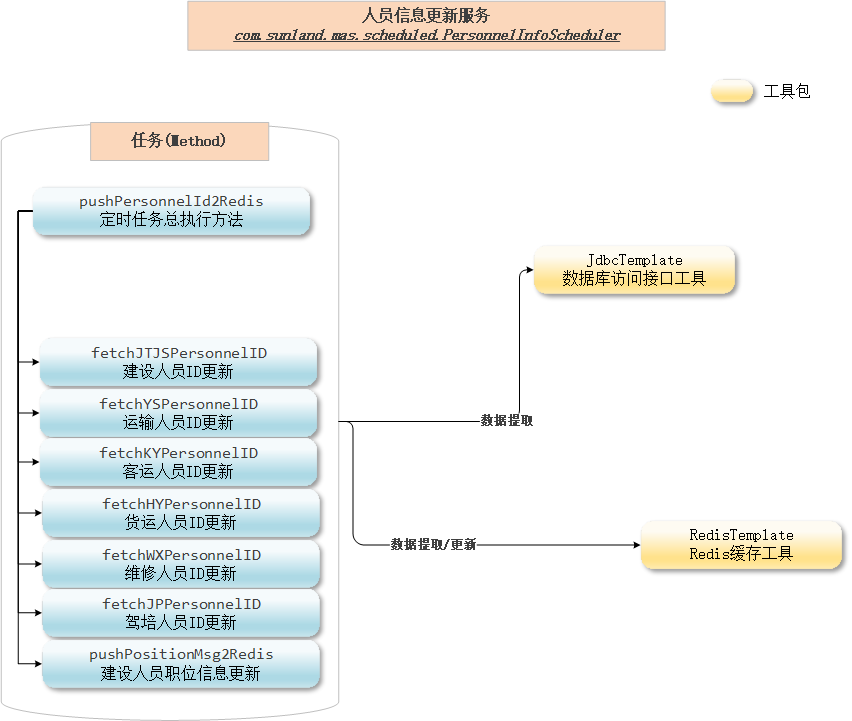 人员信息更新服务
com.sunland.mas.scheduled.PersonnelInfoScheduler
工具包
任务(Method)
pushPersonnelId2Redis
定时任务总执行方法
JdbcTemplate
数据库访问接口工具
fetchJTJSPersonnelID
建设人员ID更新
fetchYSPersonnelID
运输人员ID更新
数据提取
fetchKYPersonnelID
客运人员ID更新
fetchHYPersonnelID
货运人员ID更新
数据提取/更新
RedisTemplate
Redis缓存工具
fetchWXPersonnelID
维修人员ID更新
fetchJPPersonnelID
驾培人员ID更新
pushPositionMsg2Redis
建设人员职位信息更新